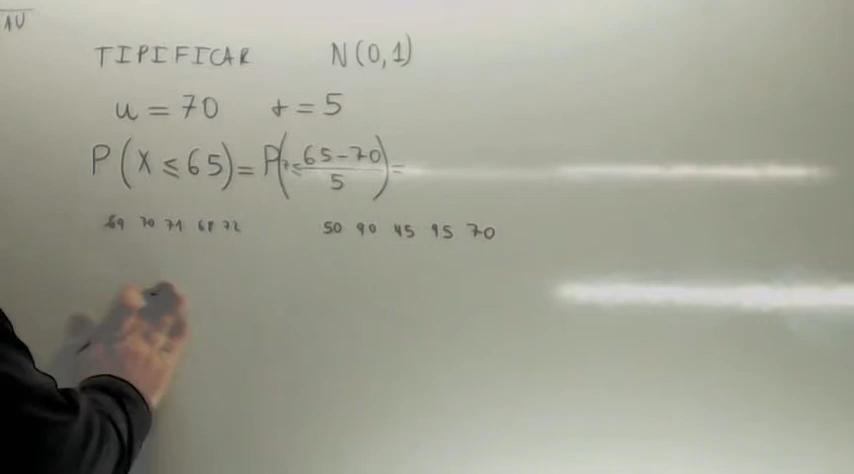 AU
TIPIFICAR N(0,1)
u = 70 σ = 5
P(X ≤ 65) = P(z ≤ 65-70/5) =
69 70 71 68 72 50 90 45 95 70